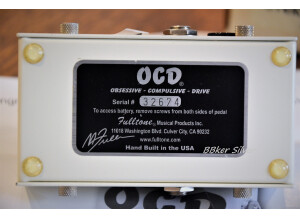 OCD
OBSESSIVE - COMPULSIVE - DRIVE
Serial # 32674
To access battery, remove screws from both sides of pedal
Fulltone® Musical Products Inc.
11018 Washington Blvd. Culver City, CA 90232
www.fulltone.com
Hand Built in the USA
BBker Sib